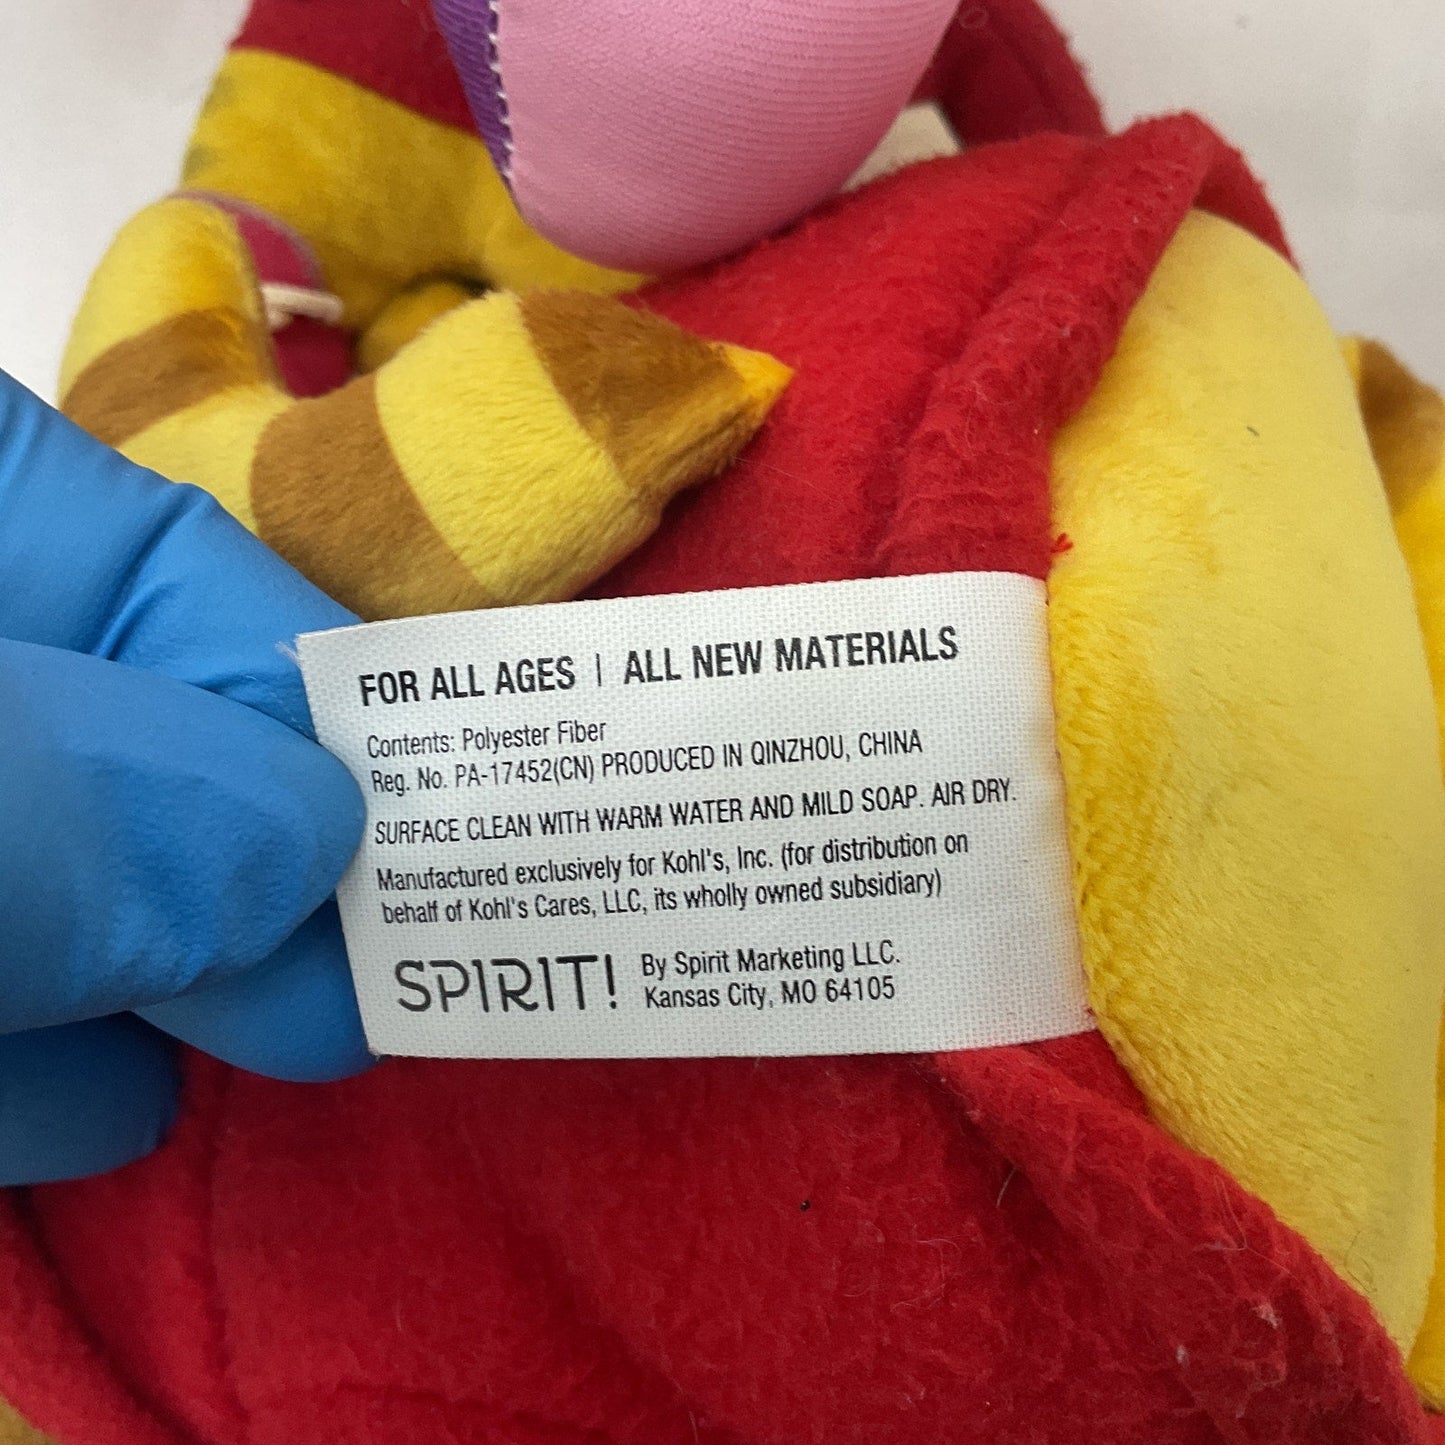 FOR ALL AGES | ALL NEW MATERIALS
Contents: Polyester Fiber
Reg. No. PA-17452(CN) PRODUCED IN QINZHOU, CHINA
SURFACE CLEAN WITH WARM WATER AND MILD SOAP. AIR DRY.
Manufactured exclusively for Kohl's, Inc. (for distribution on
behalf of Kohl's Cares, LLC, its wholly owned subsidiary)
SPIRIT!
By Spirit Marketing LLC.
Kansas City, MO 64105